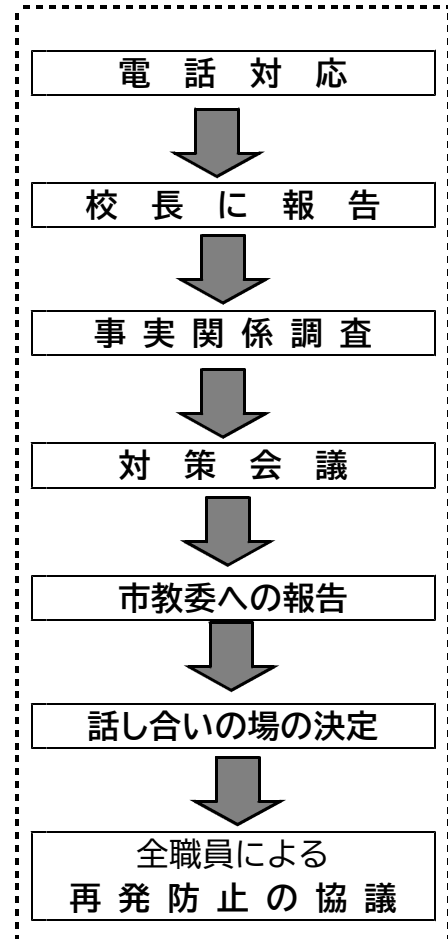 電話対応
校長に報告
事実関係調査
対策会議
市教委への報告
話し合いの場の決定
全職員による
再発防止の協議